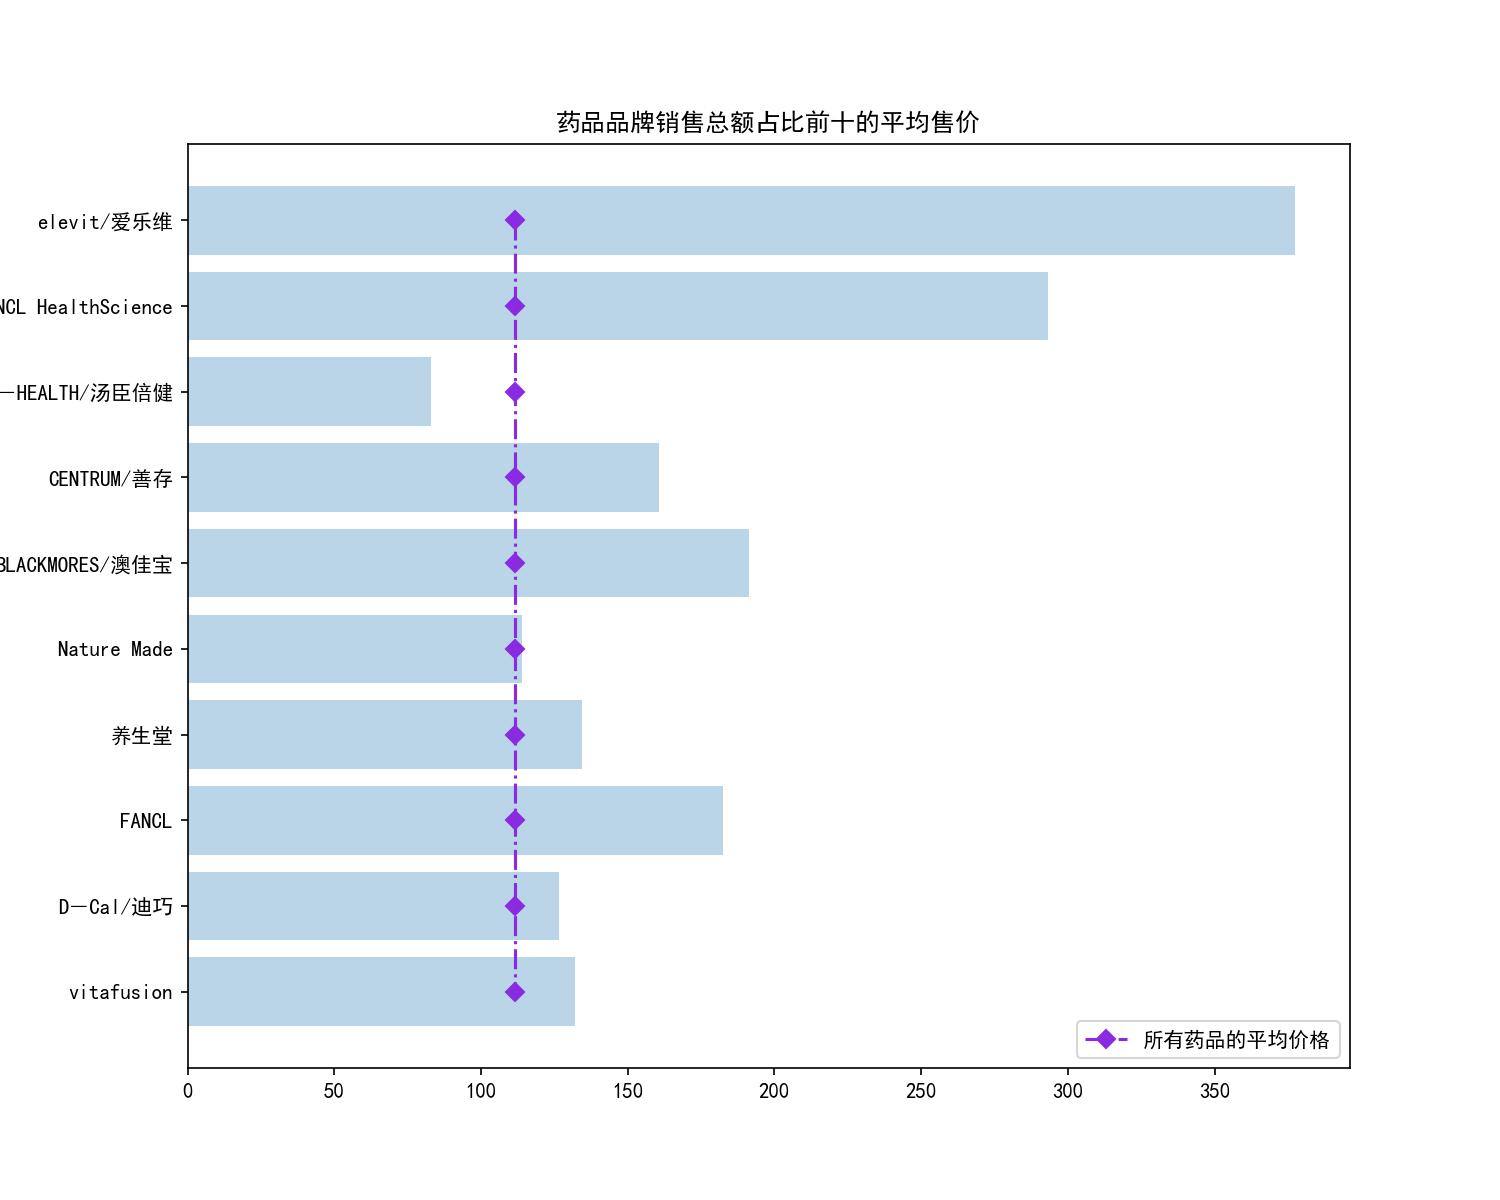 药品品牌销售总额占比前十的平均售价
elevit/爱乐维
NCL HealthScience
—HEALTH/汤臣倍健
CENTRUM/善存
BLACKMORES/澳佳宝
Nature Made
养生堂
FANCL
D—Cal/迪巧
vitafusion
所有药品的平均价格
0 50 100 150 200 250 300 350